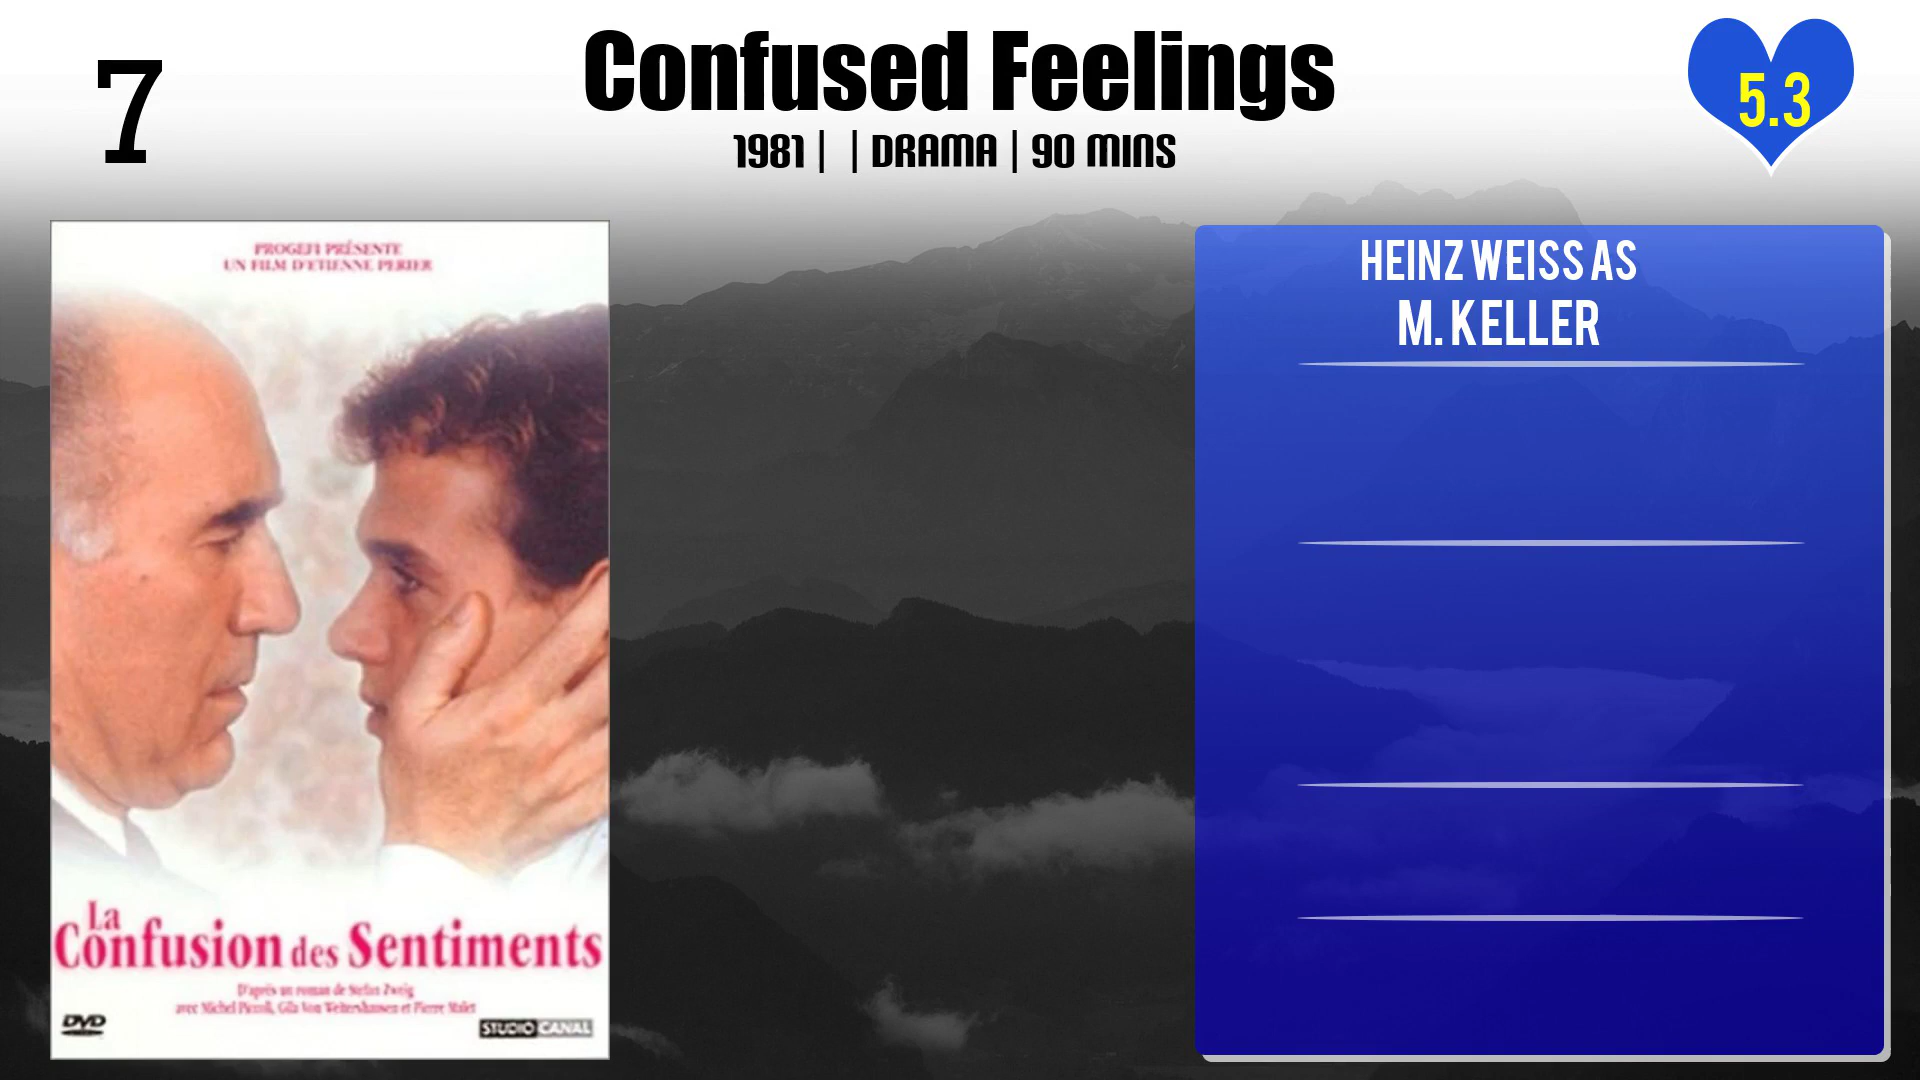 7
Confused Feelings
1981 | | DRAMA | 90 MINS
5.3
PROGEFI PRÉSENTE
UN FILM D'ETIENNE PERIER
La
Confusion des Sentiments
D'après un roman de Stefan Zweig
avec Michel Piccoli, Gila Von Weitershausen et Pierre Malet
DVD
STUDIO CANAL
HEINZ WEISS AS
M. KELLER